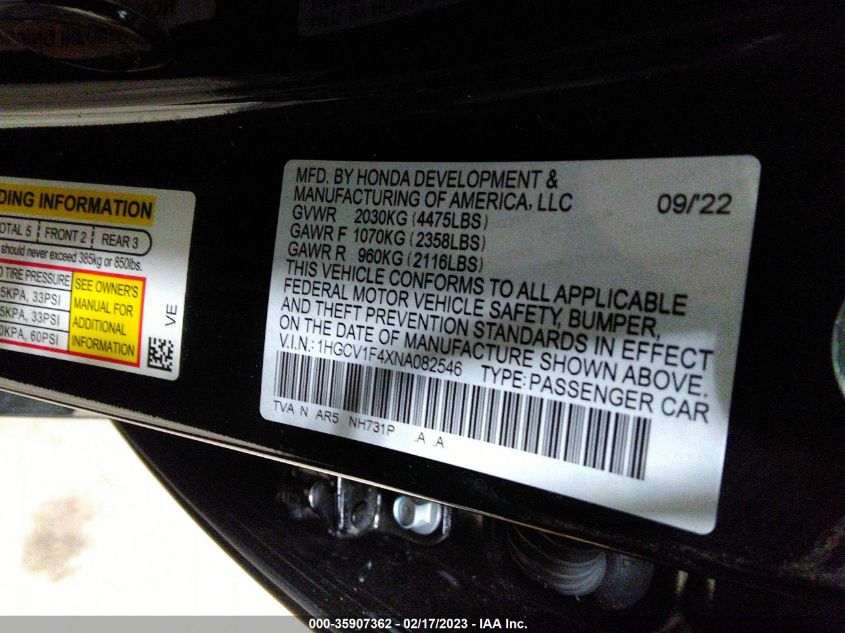 DING INFORMATION
OTAL 5 FRONT 2 REAR 3
should never exceed 385kg or 850lbs.
TIRE PRESSURE
5KPA, 33PSI
5KPA, 33PSI
0KPA, 60PSI
SEE OWNER'S
MANUAL FOR
ADDITIONAL
INFORMATION
VE
MFD. BY HONDA DEVELOPMENT &
MANUFACTURING OF AMERICA, LLC 09/'22
GVWR 2030KG (4475LBS)
GAWR F 1070KG (2358LBS)
GAWR R 960KG (2116LBS)
THIS VEHICLE CONFORMS TO ALL APPLICABLE
FEDERAL MOTOR VEHICLE SAFETY, BUMPER,
AND THEFT PREVENTION STANDARDS IN EFFECT
ON THE DATE OF MANUFACTURE SHOWN ABOVE.
V.I.N.: 1HGCV1F4XNA082546 TYPE: PASSENGER CAR
TVA N AR5 NH731P .A .A
000-35907362 - 02/17/2023 - IAA Inc.